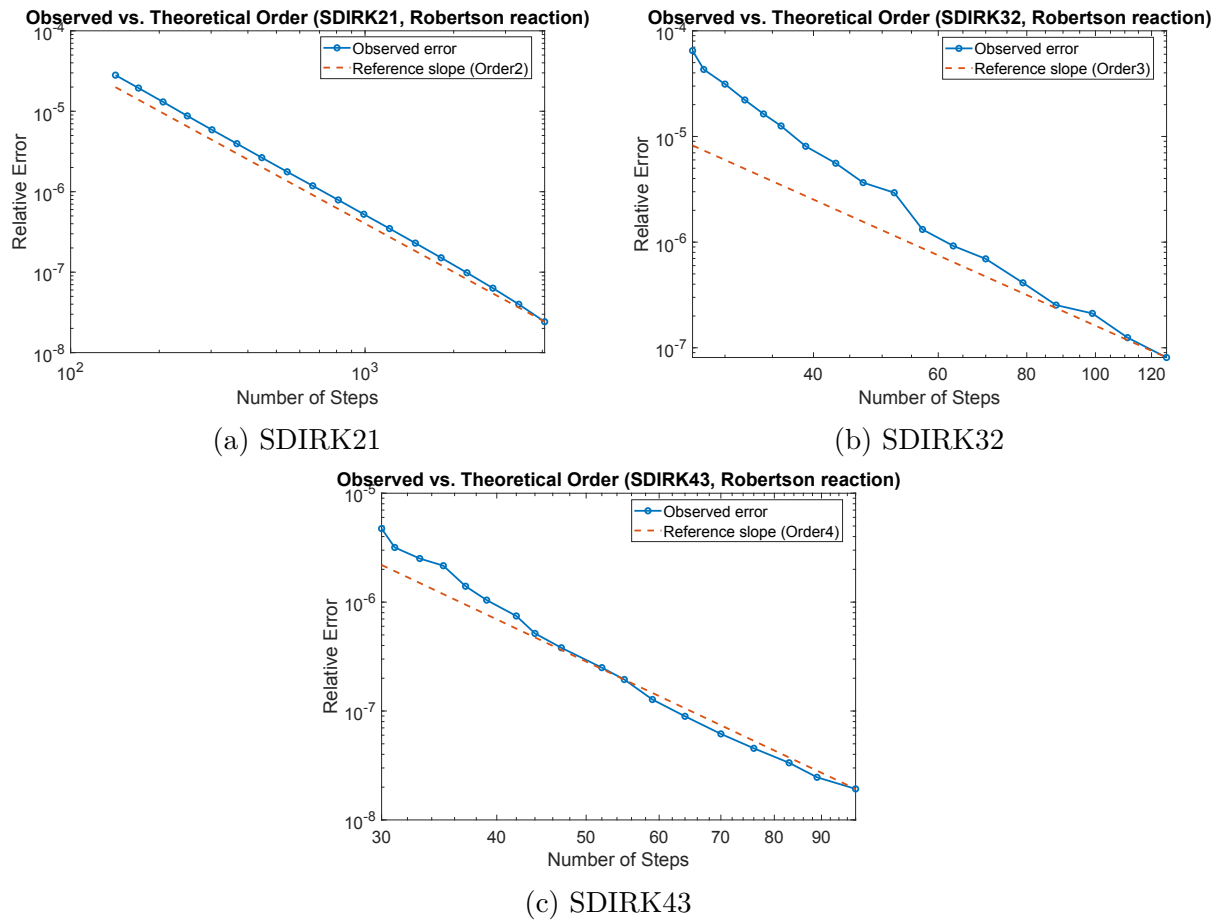 Observed vs. Theoretical Order (SDIRK21, Robertson reaction)
10^-4
10^-5
10^-6
10^-7
10^-8
Relative Error
Observed error
Reference slope (Order2)
10^2
10^3
Number of Steps
(a) SDIRK21
Observed vs. Theoretical Order (SDIRK32, Robertson reaction)
10^-4
10^-5
10^-6
10^-7
Relative Error
Observed error
Reference slope (Order3)
40
60
80
100
120
Number of Steps
(b) SDIRK32
Observed vs. Theoretical Order (SDIRK43, Robertson reaction)
10^-5
10^-6
10^-7
10^-8
Relative Error
Observed error
Reference slope (Order4)
30
40
50
60
70
80
90
Number of Steps
(c) SDIRK43